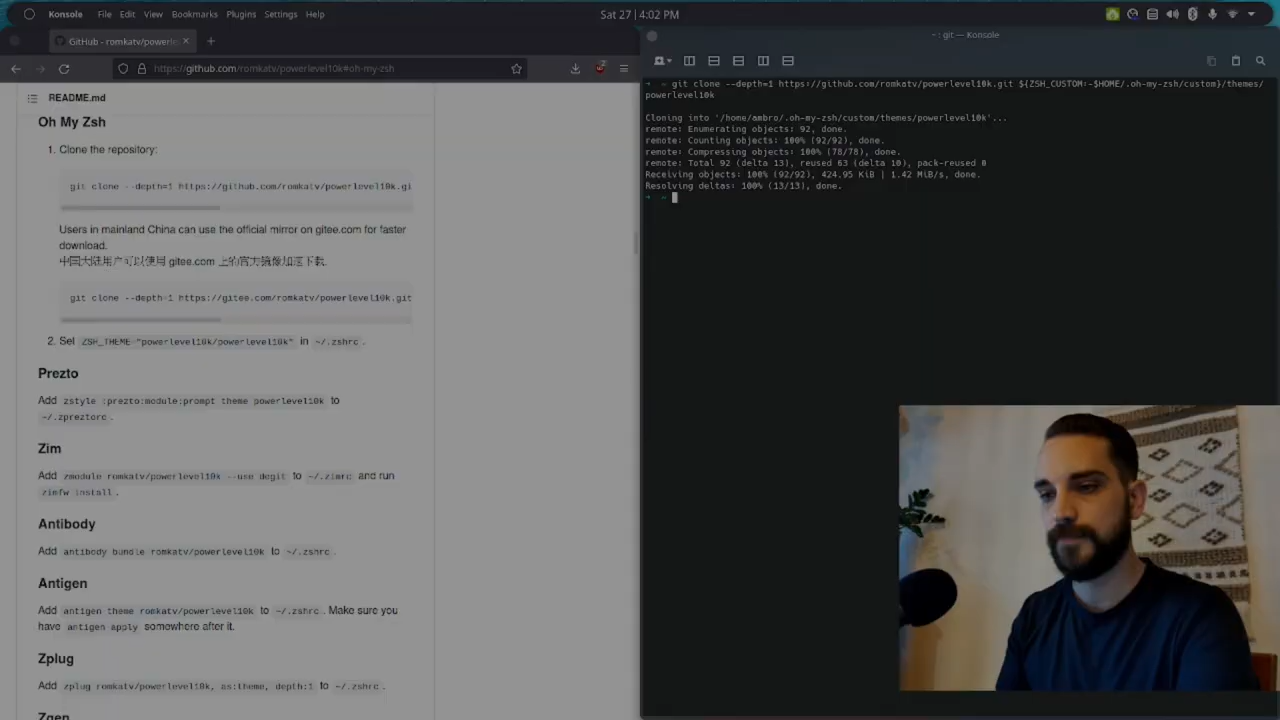 Konsole File Edit View Bookmarks Plugins Settings Help
Sat 27 | 4:02 PM
GitHub - romkatv/powerle
https://github.com/romkatv/powerlevel10k#oh-my-zsh
README.md
Oh My Zsh
1. Clone the repository:
git clone --depth=1 https://github.com/romkatv/powerlevel10k.gi
Users in mainland China can use the official mirror on gitee.com for faster
download.
中国大陆用户可以使用 gitee.com 上的官方镜像加速下载.
git clone --depth=1 https://gitee.com/romkatv/powerlevel10k.git
2. Set ZSH_THEME="powerlevel10k/powerlevel10k" in ~/.zshrc.
Prezto
Add zstyle :prezto:module:prompt theme powerlevel10k to
~/.zpreztorc.
Zim
Add zmodule romkatv/powerlevel10k --use degit to ~/.zimrc and run
zimfw install.
Antibody
Add antibody bundle romkatv/powerlevel10k to ~/.zshrc.
Antigen
Add antigen theme romkatv/powerlevel10k to ~/.zshrc. Make sure you
have antigen apply somewhere after it.
Zplug
Add zplug romkatv/powerlevel10k, as:theme, depth:1 to ~/.zshrc.
Zgen
~ : git — Konsole
➜ ~ git clone --depth=1 https://github.com/romkatv/powerlevel10k.git ${ZSH_CUSTOM:-$HOME/.oh-my-zsh/custom}/themes/
powerlevel10k
Cloning into '/home/ambro/.oh-my-zsh/custom/themes/powerlevel10k'...
remote: Enumerating objects: 92, done.
remote: Counting objects: 100% (92/92), done.
remote: Compressing objects: 100% (78/78), done.
remote: Total 92 (delta 13), reused 63 (delta 10), pack-reused 0
Receiving objects: 100% (92/92), 424.95 KiB | 1.42 MiB/s, done.
Resolving deltas: 100% (13/13), done.
➜ ~